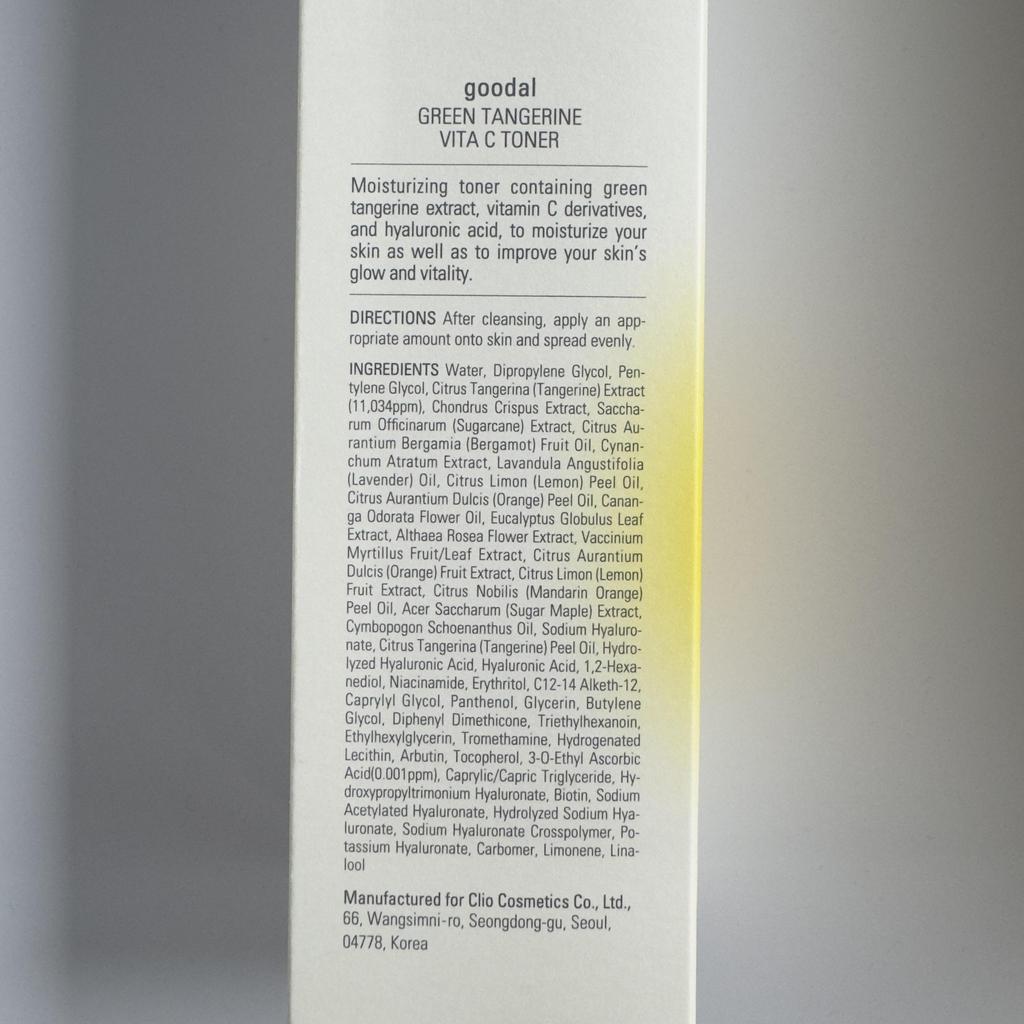 goodal
GREEN TANGERINE
VITA C TONER
Moisturizing toner containing green
tangerine extract, vitamin C derivatives,
and hyaluronic acid, to moisturize your
skin as well as to improve your skin's
glow and vitality.
DIRECTIONS After cleansing, apply an app-
ropriate amount onto skin and spread evenly.
INGREDIENTS Water, Dipropylene Glycol, Pen-
tylene Glycol, Citrus Tangerina (Tangerine) Extract
(11,034ppm), Chondrus Crispus Extract, Saccha-
rum Officinarum (Sugarcane) Extract, Citrus Au-
rantium Bergamia (Bergamot) Fruit Oil, Cynan-
chum Atratum Extract, Lavandula Angustifolia
(Lavender) Oil, Citrus Limon (Lemon) Peel Oil,
Citrus Aurantium Dulcis (Orange) Peel Oil, Canan-
ga Odorata Flower Oil, Eucalyptus Globulus Leaf
Extract, Althaea Rosea Flower Extract, Vaccinium
Myrtillus Fruit/Leaf Extract, Citrus Aurantium
Dulcis (Orange) Fruit Extract, Citrus Limon (Lemon)
Fruit Extract, Citrus Nobilis (Mandarin Orange)
Peel Oil, Acer Saccharum (Sugar Maple) Extract,
Cymbopogon Schoenanthus Oil, Sodium Hyaluro-
nate, Citrus Tangerina (Tangerine) Peel Oil, Hydro-
lyzed Hyaluronic Acid, Hyaluronic Acid, 1,2-Hexa-
nediol, Niacinamide, Erythritol, C12-14 Alketh-12,
Caprylyl Glycol, Panthenol, Glycerin, Butylene
Glycol, Diphenyl Dimethicone, Triethylhexanoin,
Ethylhexylglycerin, Tromethamine, Hydrogenated
Lecithin, Arbutin, Tocopherol, 3-O-Ethyl Ascorbic
Acid(0.001ppm), Caprylic/Capric Triglyceride, Hy-
droxypropyltrimonium Hyaluronate, Biotin, Sodium
Acetylated Hyaluronate, Hydrolyzed Sodium Hya-
luronate, Sodium Hyaluronate Crosspolymer, Po-
tassium Hyaluronate, Carbomer, Limonene, Lina-
lool
Manufactured for Clio Cosmetics Co., Ltd.,
66, Wangsimni-ro, Seongdong-gu, Seoul,
04778, Korea